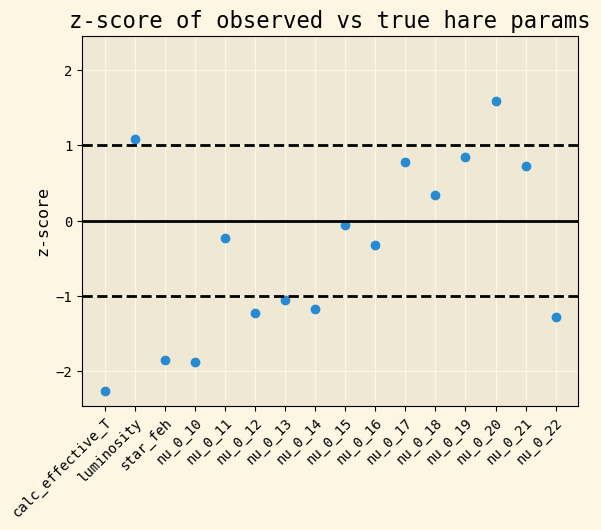 z-score of observed vs true hare params
z-score
2
1
0
−1
−2
calc_effective_T
luminosity
star_feh
nu_0_10
nu_0_11
nu_0_12
nu_0_13
nu_0_14
nu_0_15
nu_0_16
nu_0_17
nu_0_18
nu_0_19
nu_0_20
nu_0_21
nu_0_22